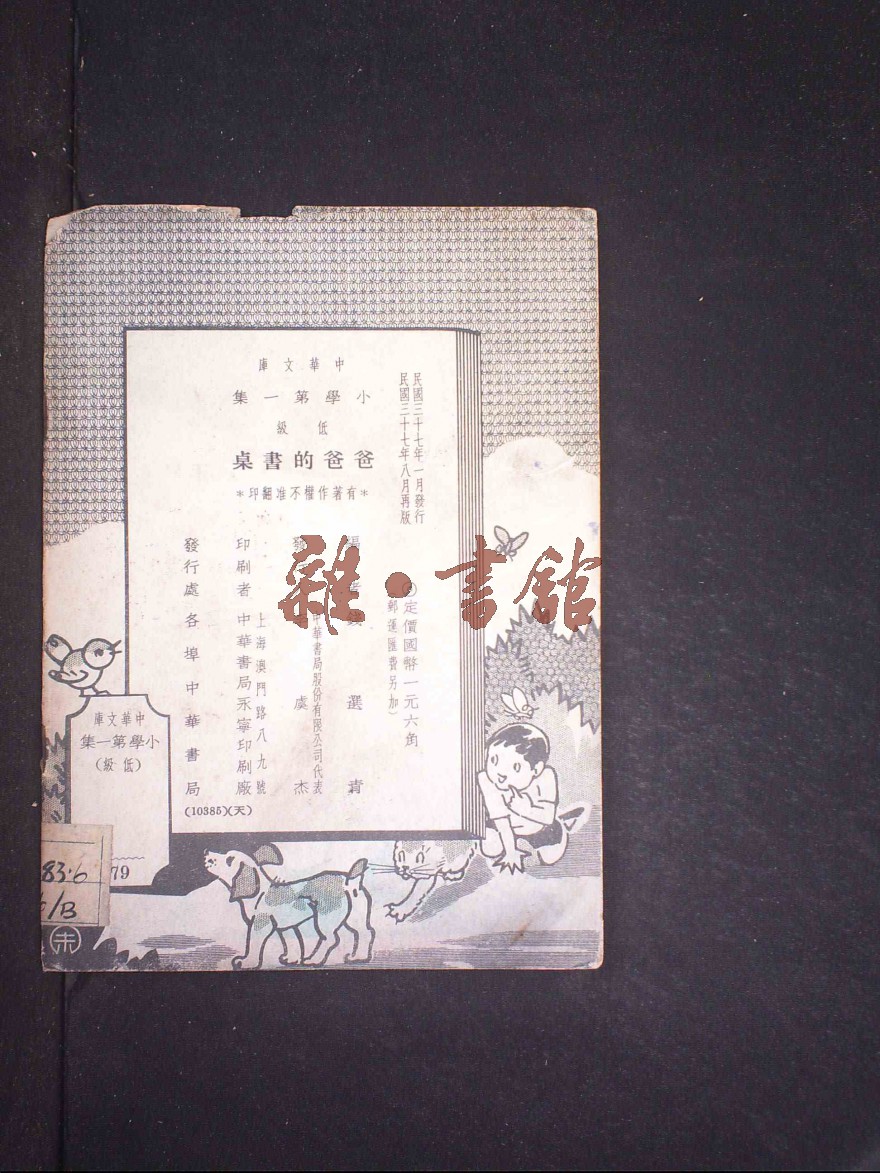 民國三十七年一月發行
民國三十七年八月再版
中華文庫
小學第一集
低級
爸爸的書桌
*有著作權不准翻印*
定價國幣一元六角
郵運匯費另加）
編者錢選青
虞杰
中華書局股份有限公司代表
印刷者中華書局永寧印刷廠
上海澳門路八九號
發行處各埠中華書局
(10385)(天)
雜·書館
中華文庫
小學第一集
（低級）
83·6
/B
79